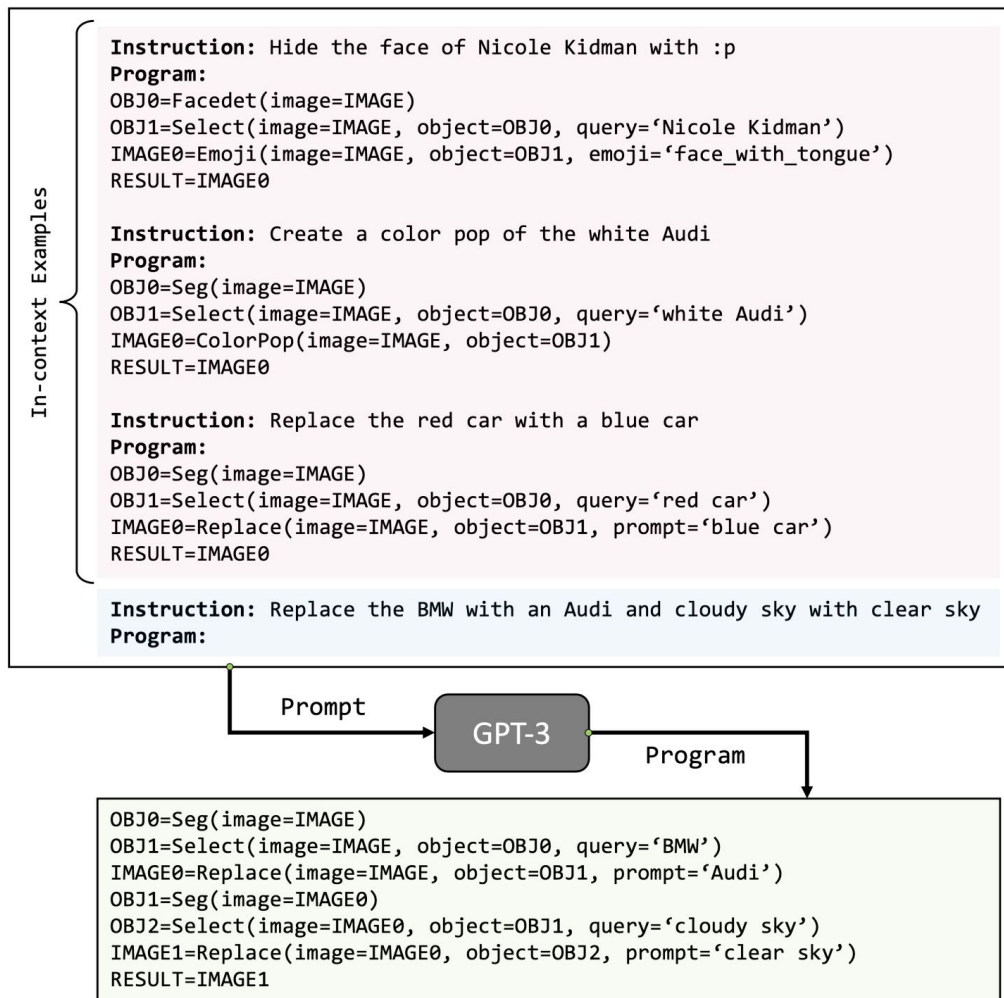 In-context Examples
Instruction: Hide the face of Nicole Kidman with :p
Program:
OBJ0=Facedet(image=IMAGE)
OBJ1=Select(image=IMAGE, object=OBJ0, query=‘Nicole Kidman’)
IMAGE0=Emoji(image=IMAGE, object=OBJ1, emoji=‘face_with_tongue’)
RESULT=IMAGE0
Instruction: Create a color pop of the white Audi
Program:
OBJ0=Seg(image=IMAGE)
OBJ1=Select(image=IMAGE, object=OBJ0, query=‘white Audi’)
IMAGE0=ColorPop(image=IMAGE, object=OBJ1)
RESULT=IMAGE0
Instruction: Replace the red car with a blue car
Program:
OBJ0=Seg(image=IMAGE)
OBJ1=Select(image=IMAGE, object=OBJ0, query=‘red car’)
IMAGE0=Replace(image=IMAGE, object=OBJ1, prompt=‘blue car’)
RESULT=IMAGE0
Instruction: Replace the BMW with an Audi and cloudy sky with clear sky
Program:
Prompt
GPT-3
Program
OBJ0=Seg(image=IMAGE)
OBJ1=Select(image=IMAGE, object=OBJ0, query=‘BMW’)
IMAGE0=Replace(image=IMAGE, object=OBJ1, prompt=‘Audi’)
OBJ1=Seg(image=IMAGE0)
OBJ2=Select(image=IMAGE0, object=OBJ1, query=‘cloudy sky’)
IMAGE1=Replace(image=IMAGE0, object=OBJ2, prompt=‘clear sky’)
RESULT=IMAGE1